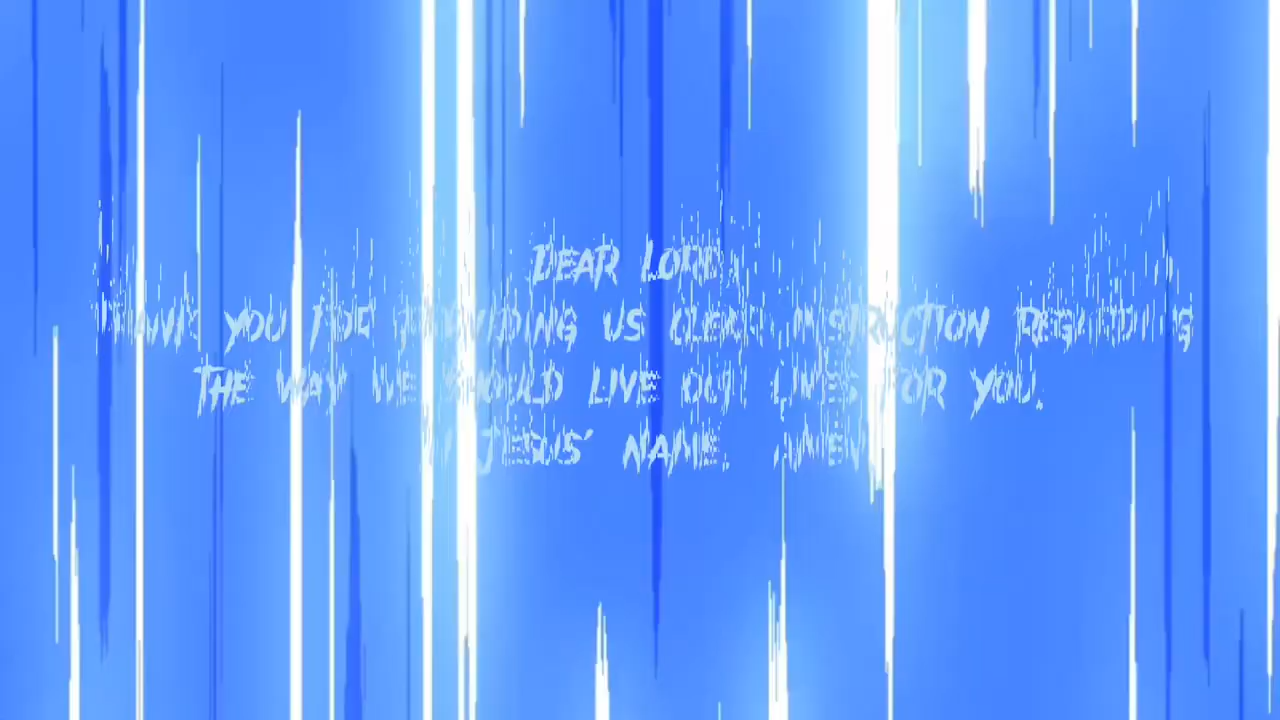 Dear Lord,
Thank you for providing us clear instruction regarding
the way we should live our lives for you.
In Jesus' name. Amen